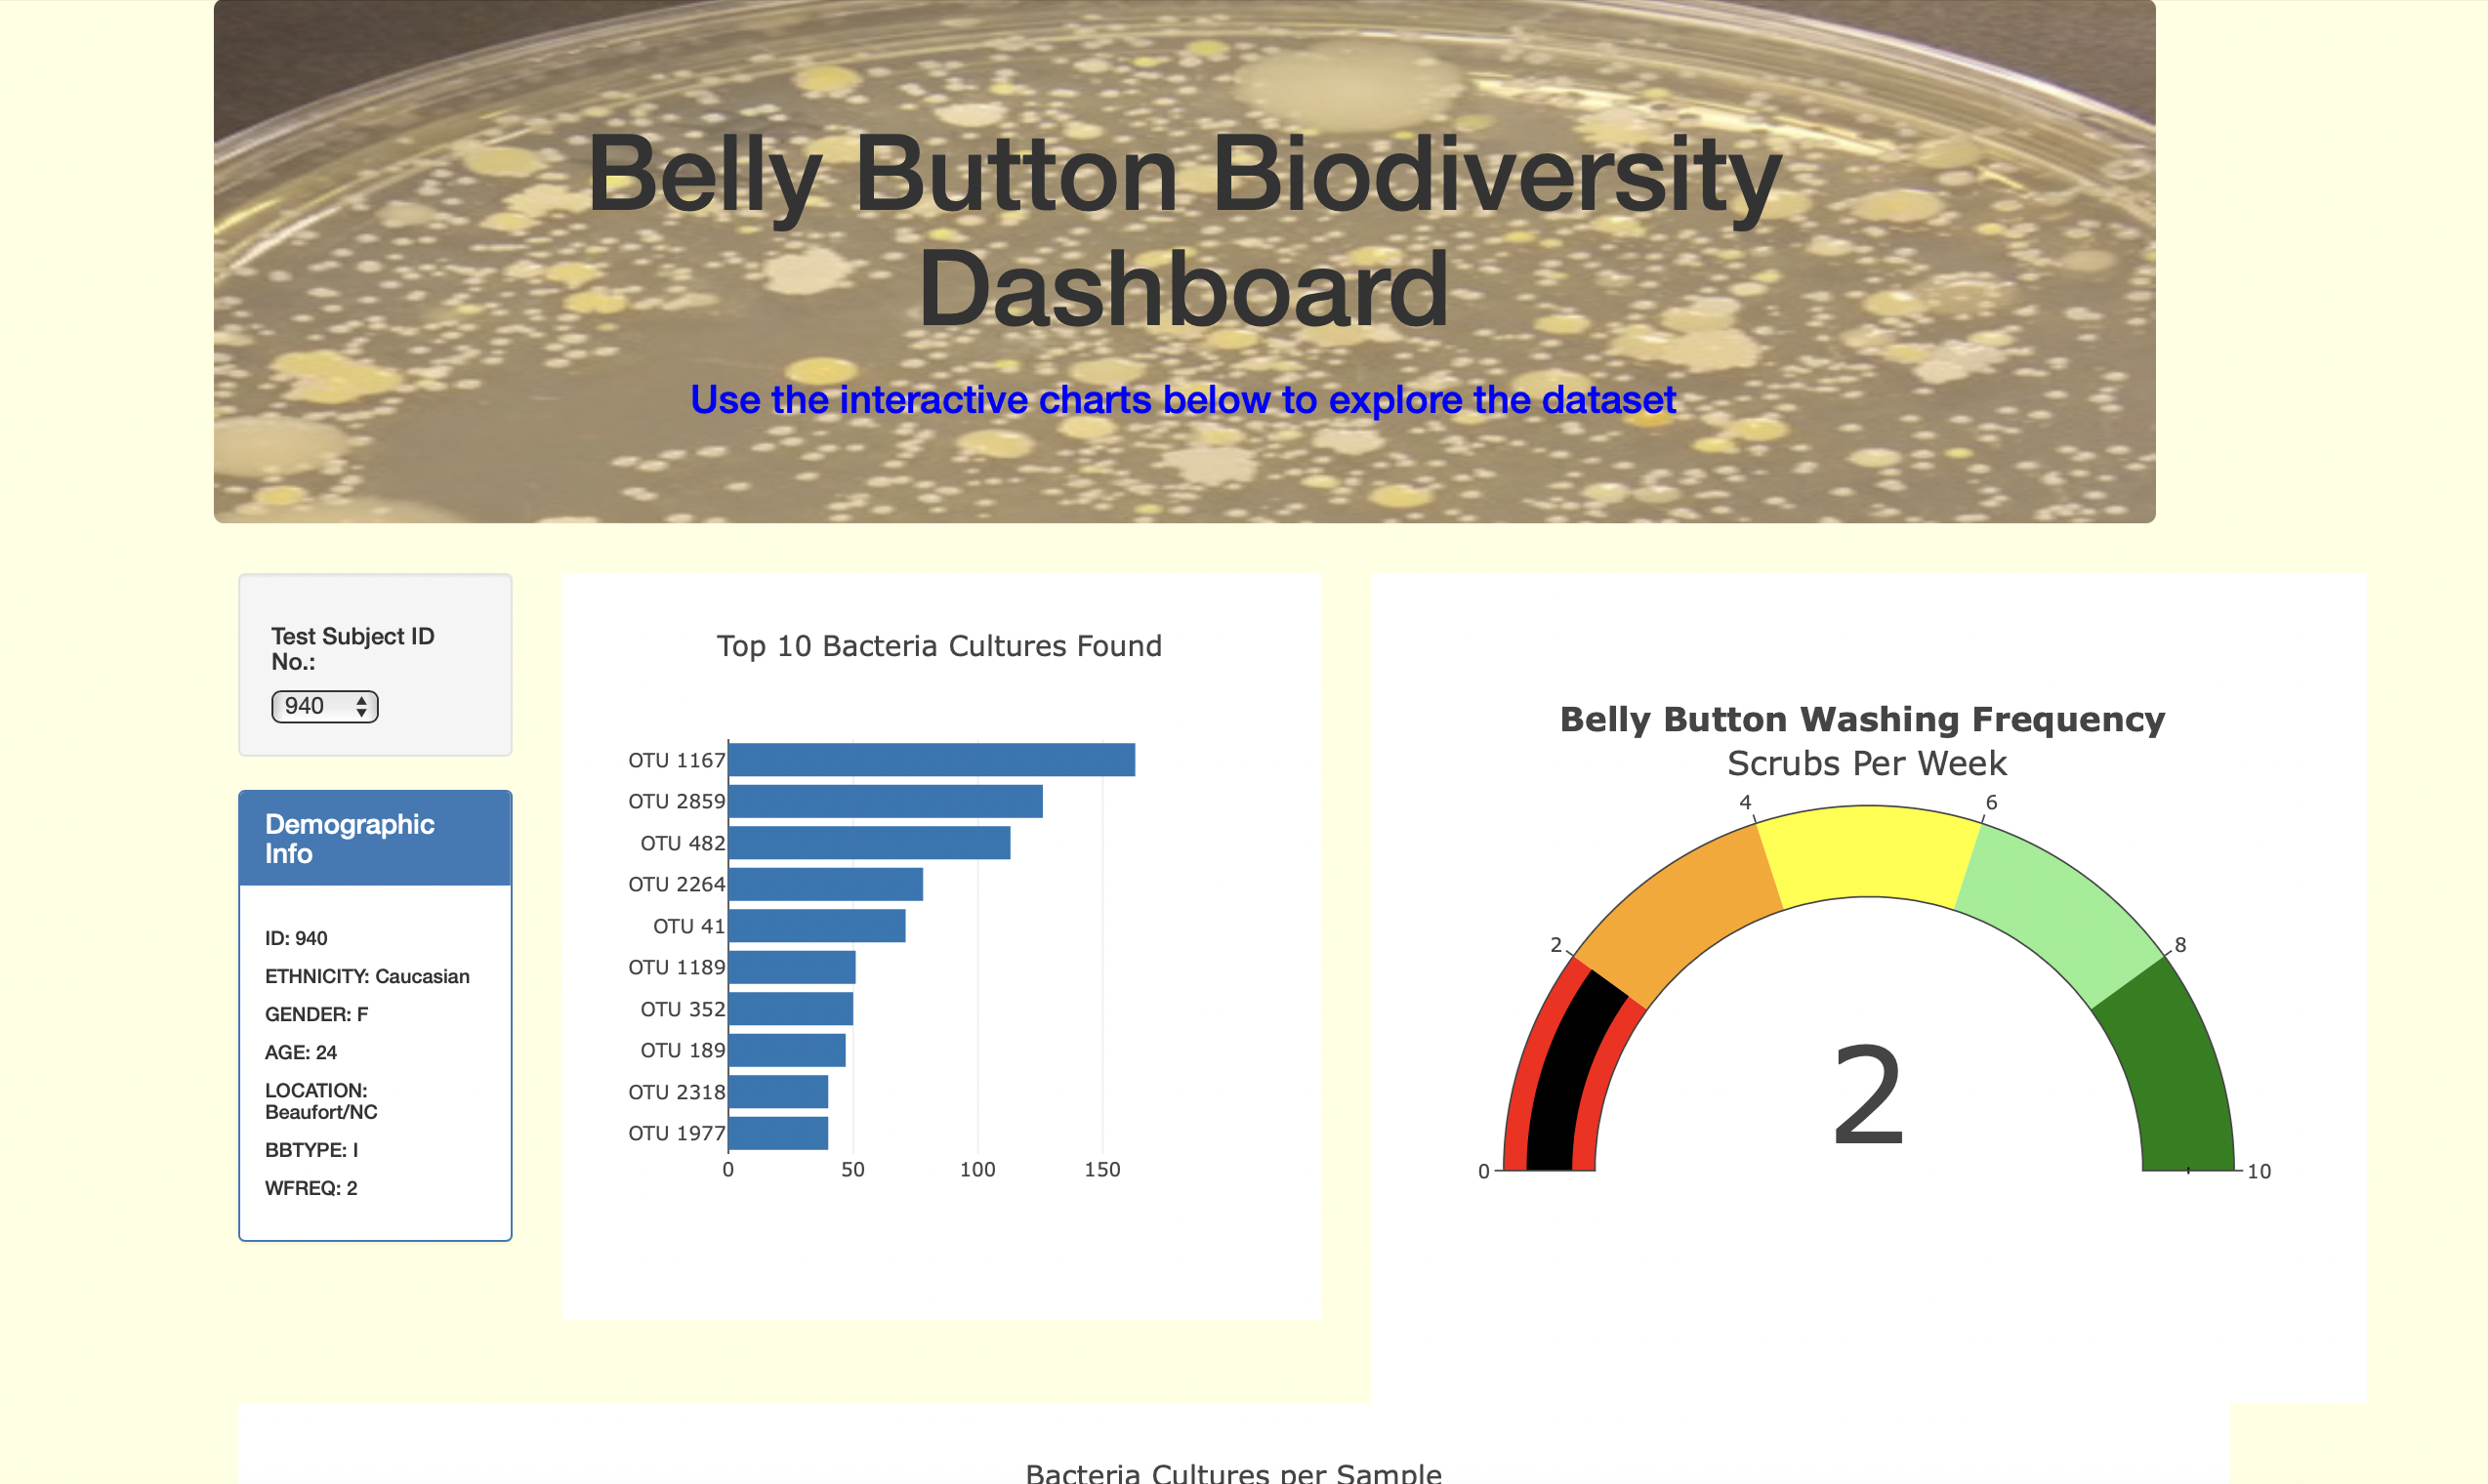 Belly Button Biodiversity
Dashboard
Use the interactive charts below to explore the dataset
Test Subject ID
No.:
940
Demographic
Info
ID: 940
ETHNICITY: Caucasian
GENDER: F
AGE: 24
LOCATION:
Beaufort/NC
BBTYPE: I
WFREQ: 2
Top 10 Bacteria Cultures Found
OTU 1167
OTU 2859
OTU 482
OTU 2264
OTU 41
OTU 1189
OTU 352
OTU 189
OTU 2318
OTU 1977
0 50 100 150
Belly Button Washing Frequency
Scrubs Per Week
4 6
2 8
2
0 10
Bacteria Cultures per Sample